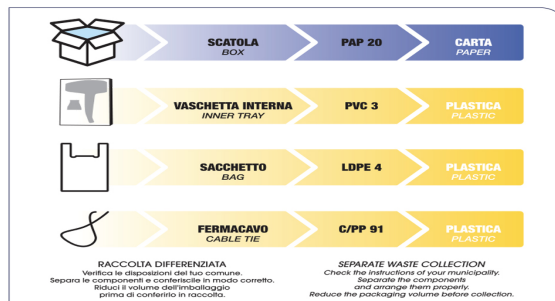 SCATOLA PAP 20 CARTA
BOX PAPER
VASCHETTA INTERNA PVC 3 PLASTICA
INNER TRAY PLASTIC
SACCHETTO LDPE 4 PLASTICA
BAG PLASTIC
FERMACAVO C/PP 91 PLASTICA
CABLE TIE PLASTIC
RACCOLTA DIFFERENZIATA
Verifica le disposizioni del tuo comune.
Separa le componenti e conferiscile in modo corretto.
Riduci il volume dell'imballaggio
prima di conferirlo in raccolta.
SEPARATE WASTE COLLECTION
Check the instructions of your municipality.
Separate the components
and arrange them properly.
Reduce the packaging volume before collection.